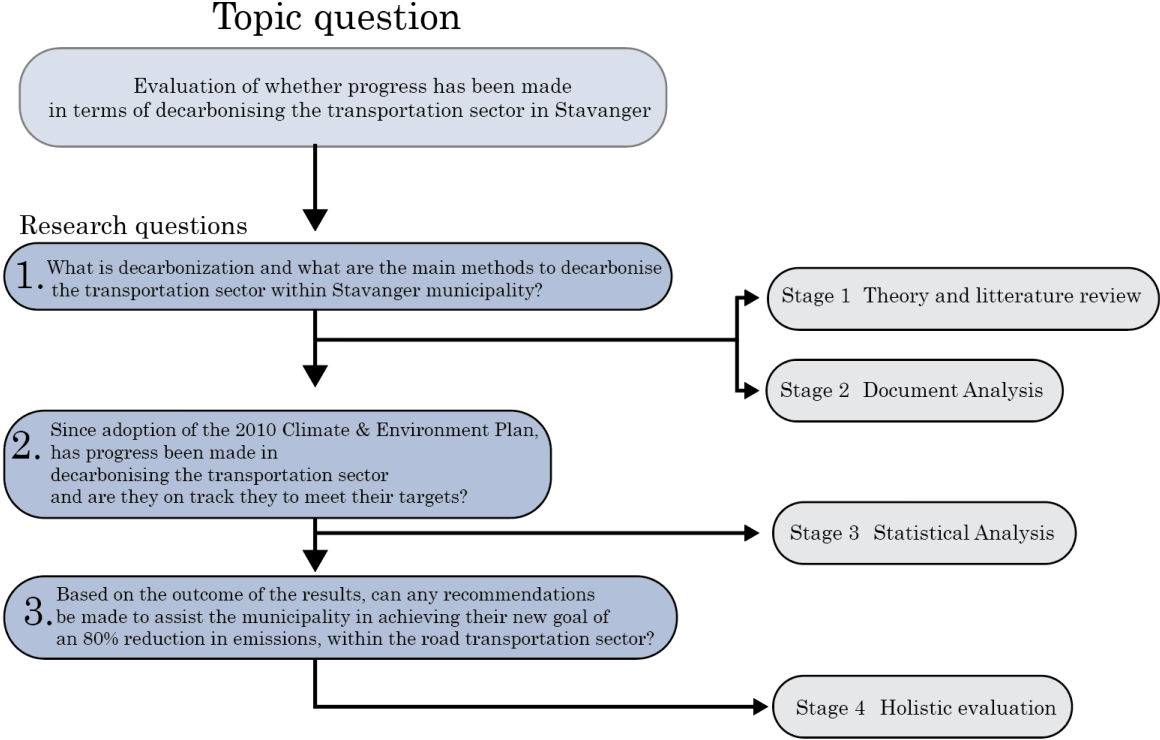 Topic question
Evaluation of whether progress has been made
in terms of decarbonising the transportation sector in Stavanger
Research questions
1. What is decarbonization and what are the main methods to decarbonise
the transportation sector within Stavanger municipality?
Stage 1 Theory and litterature review
Stage 2 Document Analysis
2. Since adoption of the 2010 Climate & Environment Plan,
has progress been made in
decarbonising the transportation sector
and are they on track they to meet their targets?
Stage 3 Statistical Analysis
3. Based on the outcome of the results, can any recommendations
be made to assist the municipality in achieving their new goal of
an 80% reduction in emissions, within the road transportation sector?
Stage 4 Holistic evaluation